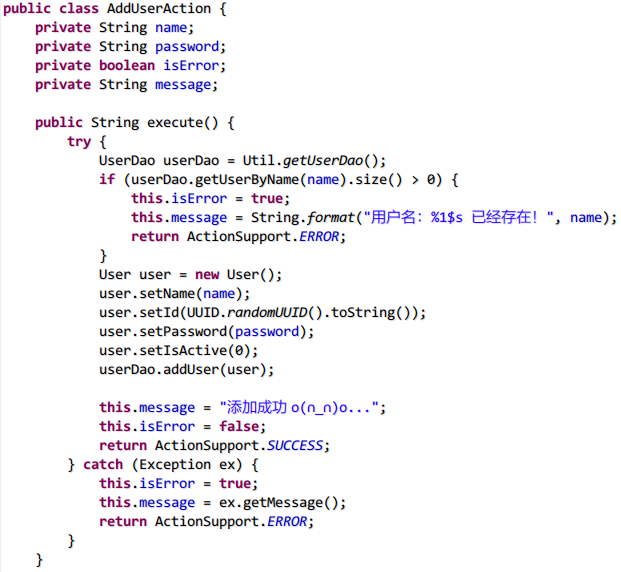 public class AddUserAction {
    private String name;
    private String password;
    private boolean isError;
    private String message;

    public String execute() {
        try {
            UserDao userDao = Util.getUserDao();
            if (userDao.getUserByName(name).size() > 0) {
                this.isError = true;
                this.message = String.format("用户名：%1$s 已经存在！", name);
                return ActionSupport.ERROR;
            }
            User user = new User();
            user.setName(name);
            user.setId(UUID.randomUUID().toString());
            user.setPassword(password);
            user.setIsActive(0);
            userDao.addUser(user);

            this.message = "添加成功 o(∩_∩)o...";
            this.isError = false;
            return ActionSupport.SUCCESS;
        } catch (Exception ex) {
            this.isError = true;
            this.message = ex.getMessage();
            return ActionSupport.ERROR;
        }
    }